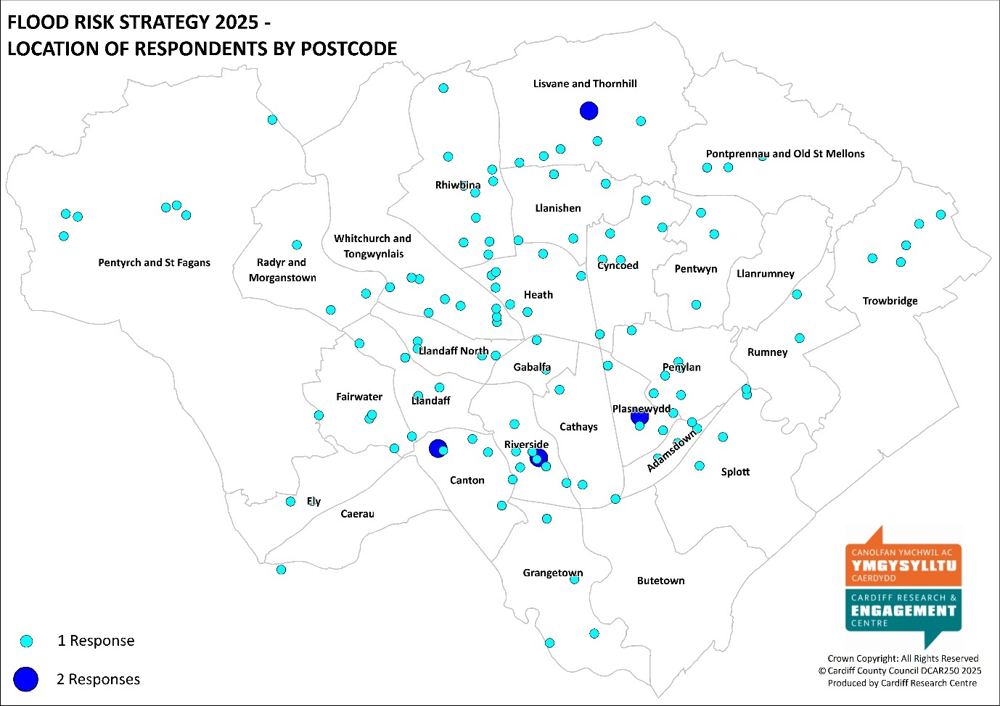 FLOOD RISK STRATEGY 2025 -
LOCATION OF RESPONDENTS BY POSTCODE
Lisvane and Thornhill
Pontprennau and Old St Mellons
Rhiwbina
Llanishen
Whitchurch and
Tongwynlais
Pentyrch and St Fagans
Radyr and
Morganstown
Cyncoed
Pentwyn
Llanrumney
Heath
Trowbridge
Llandaff North
Rumney
Gabalfa
Penylan
Fairwater
Llandaff
Plasnewydd
Cathays
Riverside
Adamsdown
Splott
Canton
Ely
Caerau
Grangetown
Butetown
CANOLFAN YMCHWIL AC
YMGYSYLLTU
CAERDYDD
CARDIFF RESEARCH &
ENGAGEMENT
CENTRE
1 Response
2 Responses
Crown Copyright: All Rights Reserved
© Cardiff County Council DCAR250 2025
Produced by Cardiff Research Centre